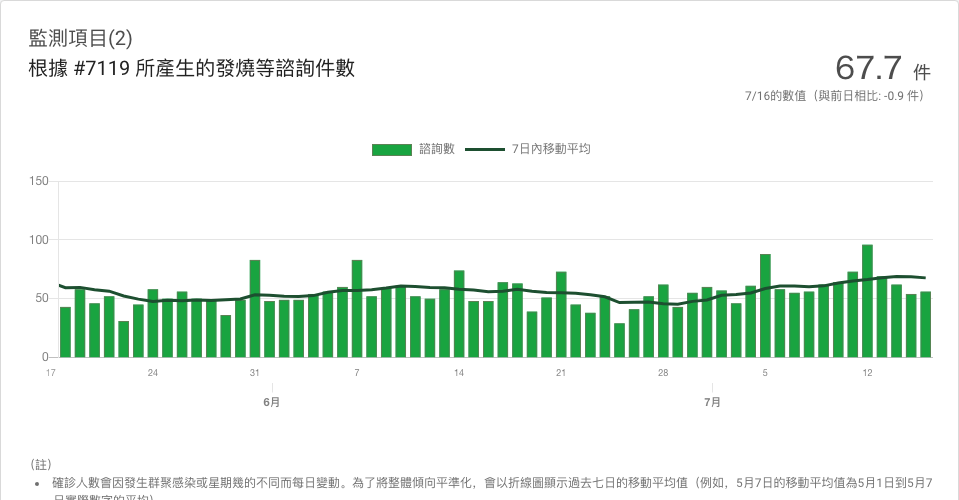 監測項目(2)
根據 #7119 所產生的發燒等諮詢件數
67.7 件
7/16的數值（與前日相比: -0.9 件）
諮詢數 7日內移動平均
150
100
50
0
17 24 31 7 14 21 28 5 12
6月 7月
（註）
確診人數會因發生群聚感染或星期幾的不同而每日變動。為了將整體傾向平準化，會以折線圖顯示過去七日的移動平均值（例如，5月7日的移動平均值為5月1日到5月7
日實際數字的平均）